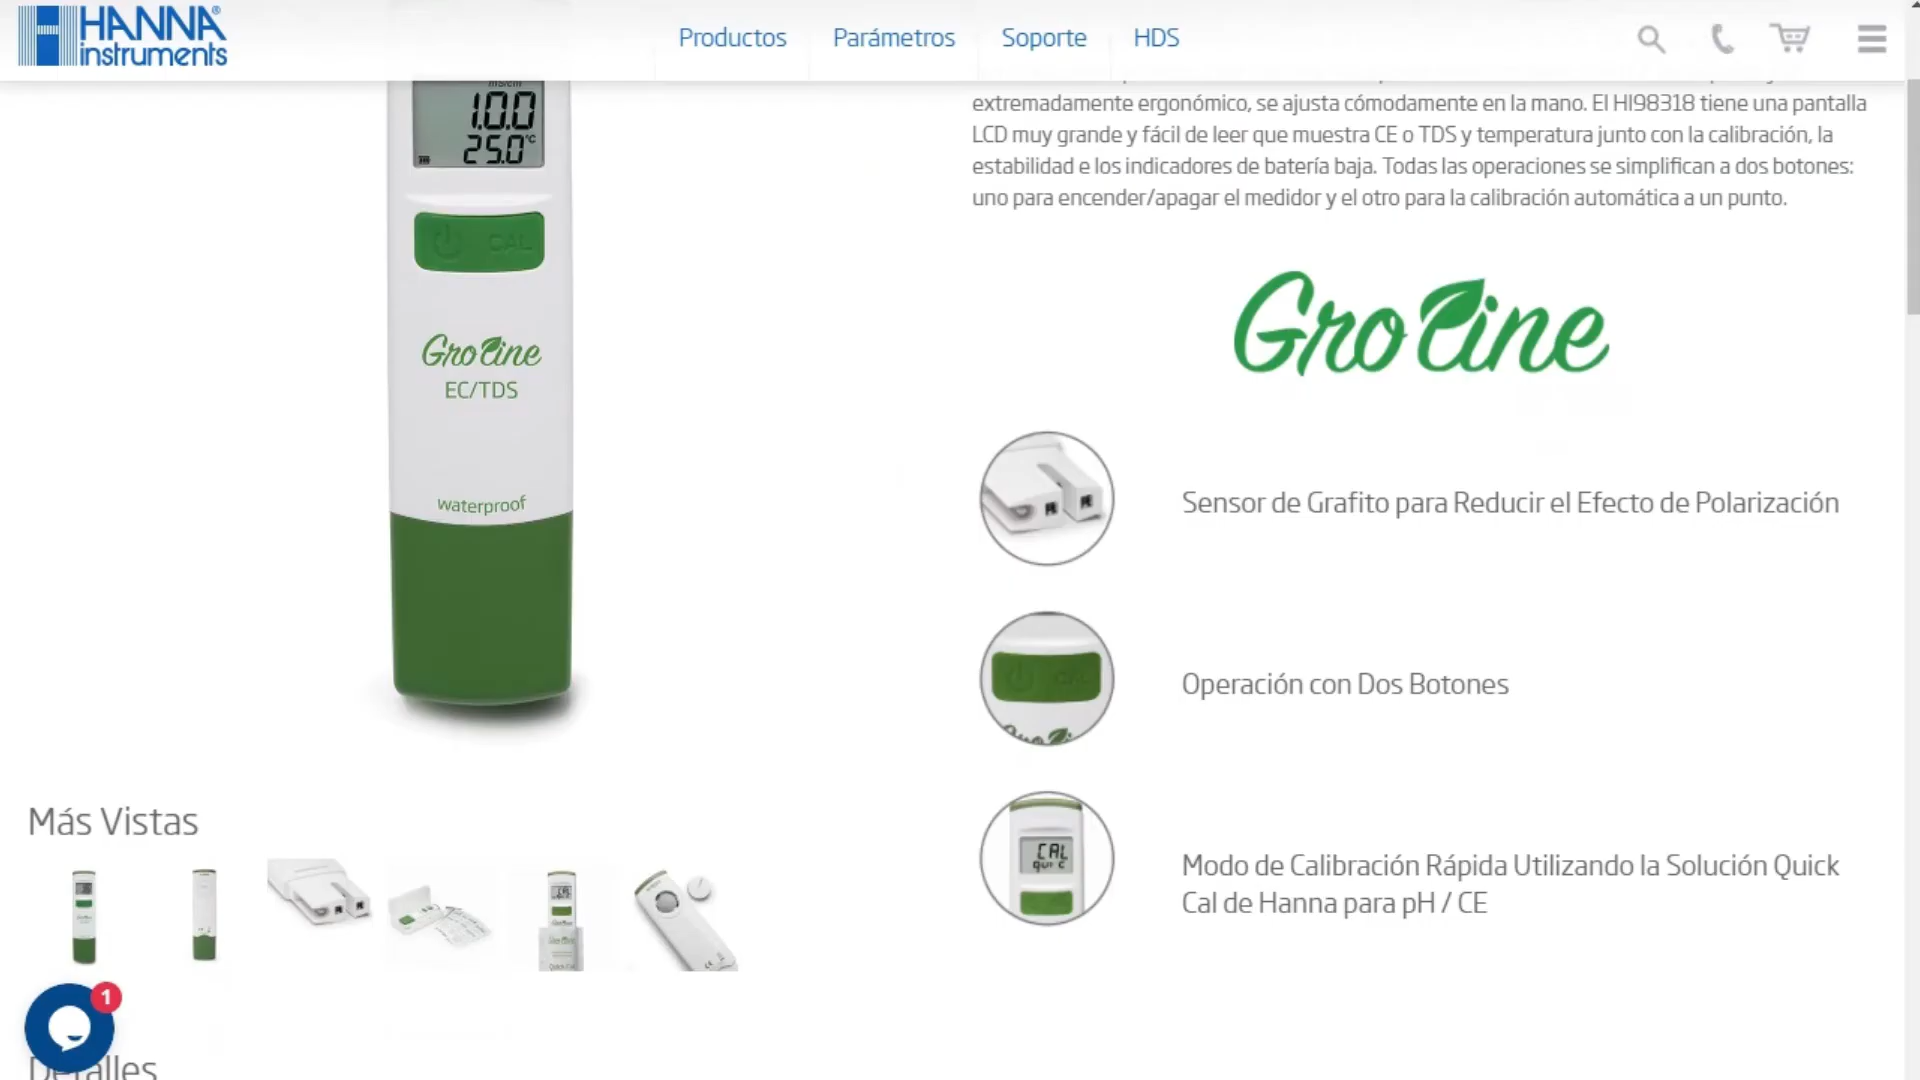 HANNA®
instruments
Productos
Parámetros
Soporte
HDS
extremadamente ergonómico, se ajusta cómodamente en la mano. El HI98318 tiene una pantalla
LCD muy grande y fácil de leer que muestra CE o TDS y temperatura junto con la calibración, la
estabilidad e los indicadores de batería baja. Todas las operaciones se simplifican a dos botones:
uno para encender/apagar el medidor y el otro para la calibración automática a un punto.
mS/cm
10.0
25.0°C
CAL
GroLine
EC/TDS
waterproof
GroLine
Sensor de Grafito para Reducir el Efecto de Polarización
CAL
Operación con Dos Botones
CAL
Modo de Calibración Rápida Utilizando la Solución Quick
Cal de Hanna para pH / CE
Más Vistas
1
Detalles